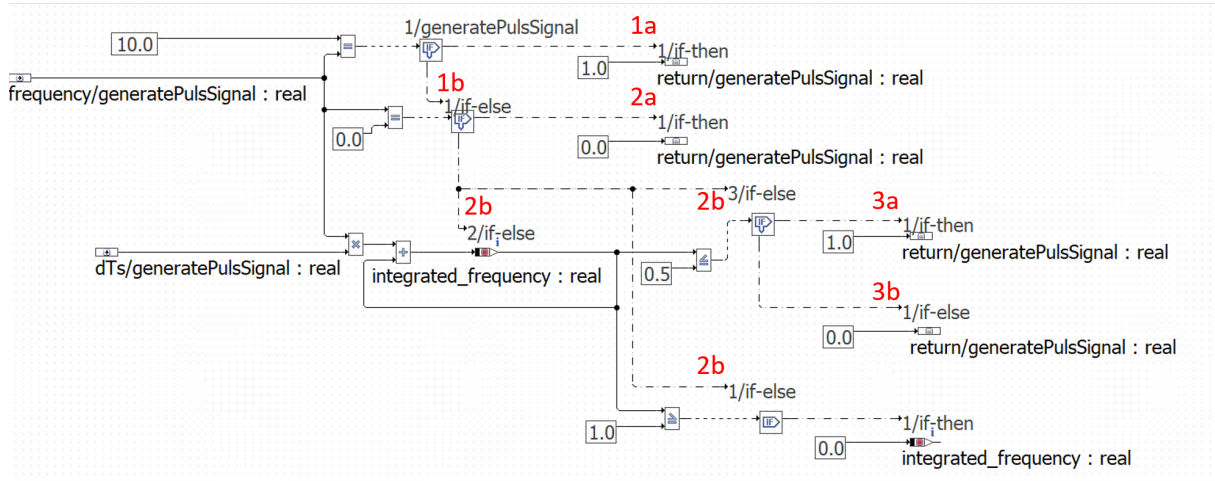 1/generatePulsSignal
1a
10.0
1/if-then
1.0
return/generatePulsSignal : real
frequency/generatePulsSignal : real
1b
1/if-else
2a
1/if-then
0.0
0.0
return/generatePulsSignal : real
3/if-else
2b
2b
3a
2/if-else
1/if-then
1.0
return/generatePulsSignal : real
dTs/generatePulsSignal : real
integrated_frequency : real
0.5
3b
1/if-else
0.0
return/generatePulsSignal : real
2b
1/if-else
1/if-then
1.0
0.0
integrated_frequency : real